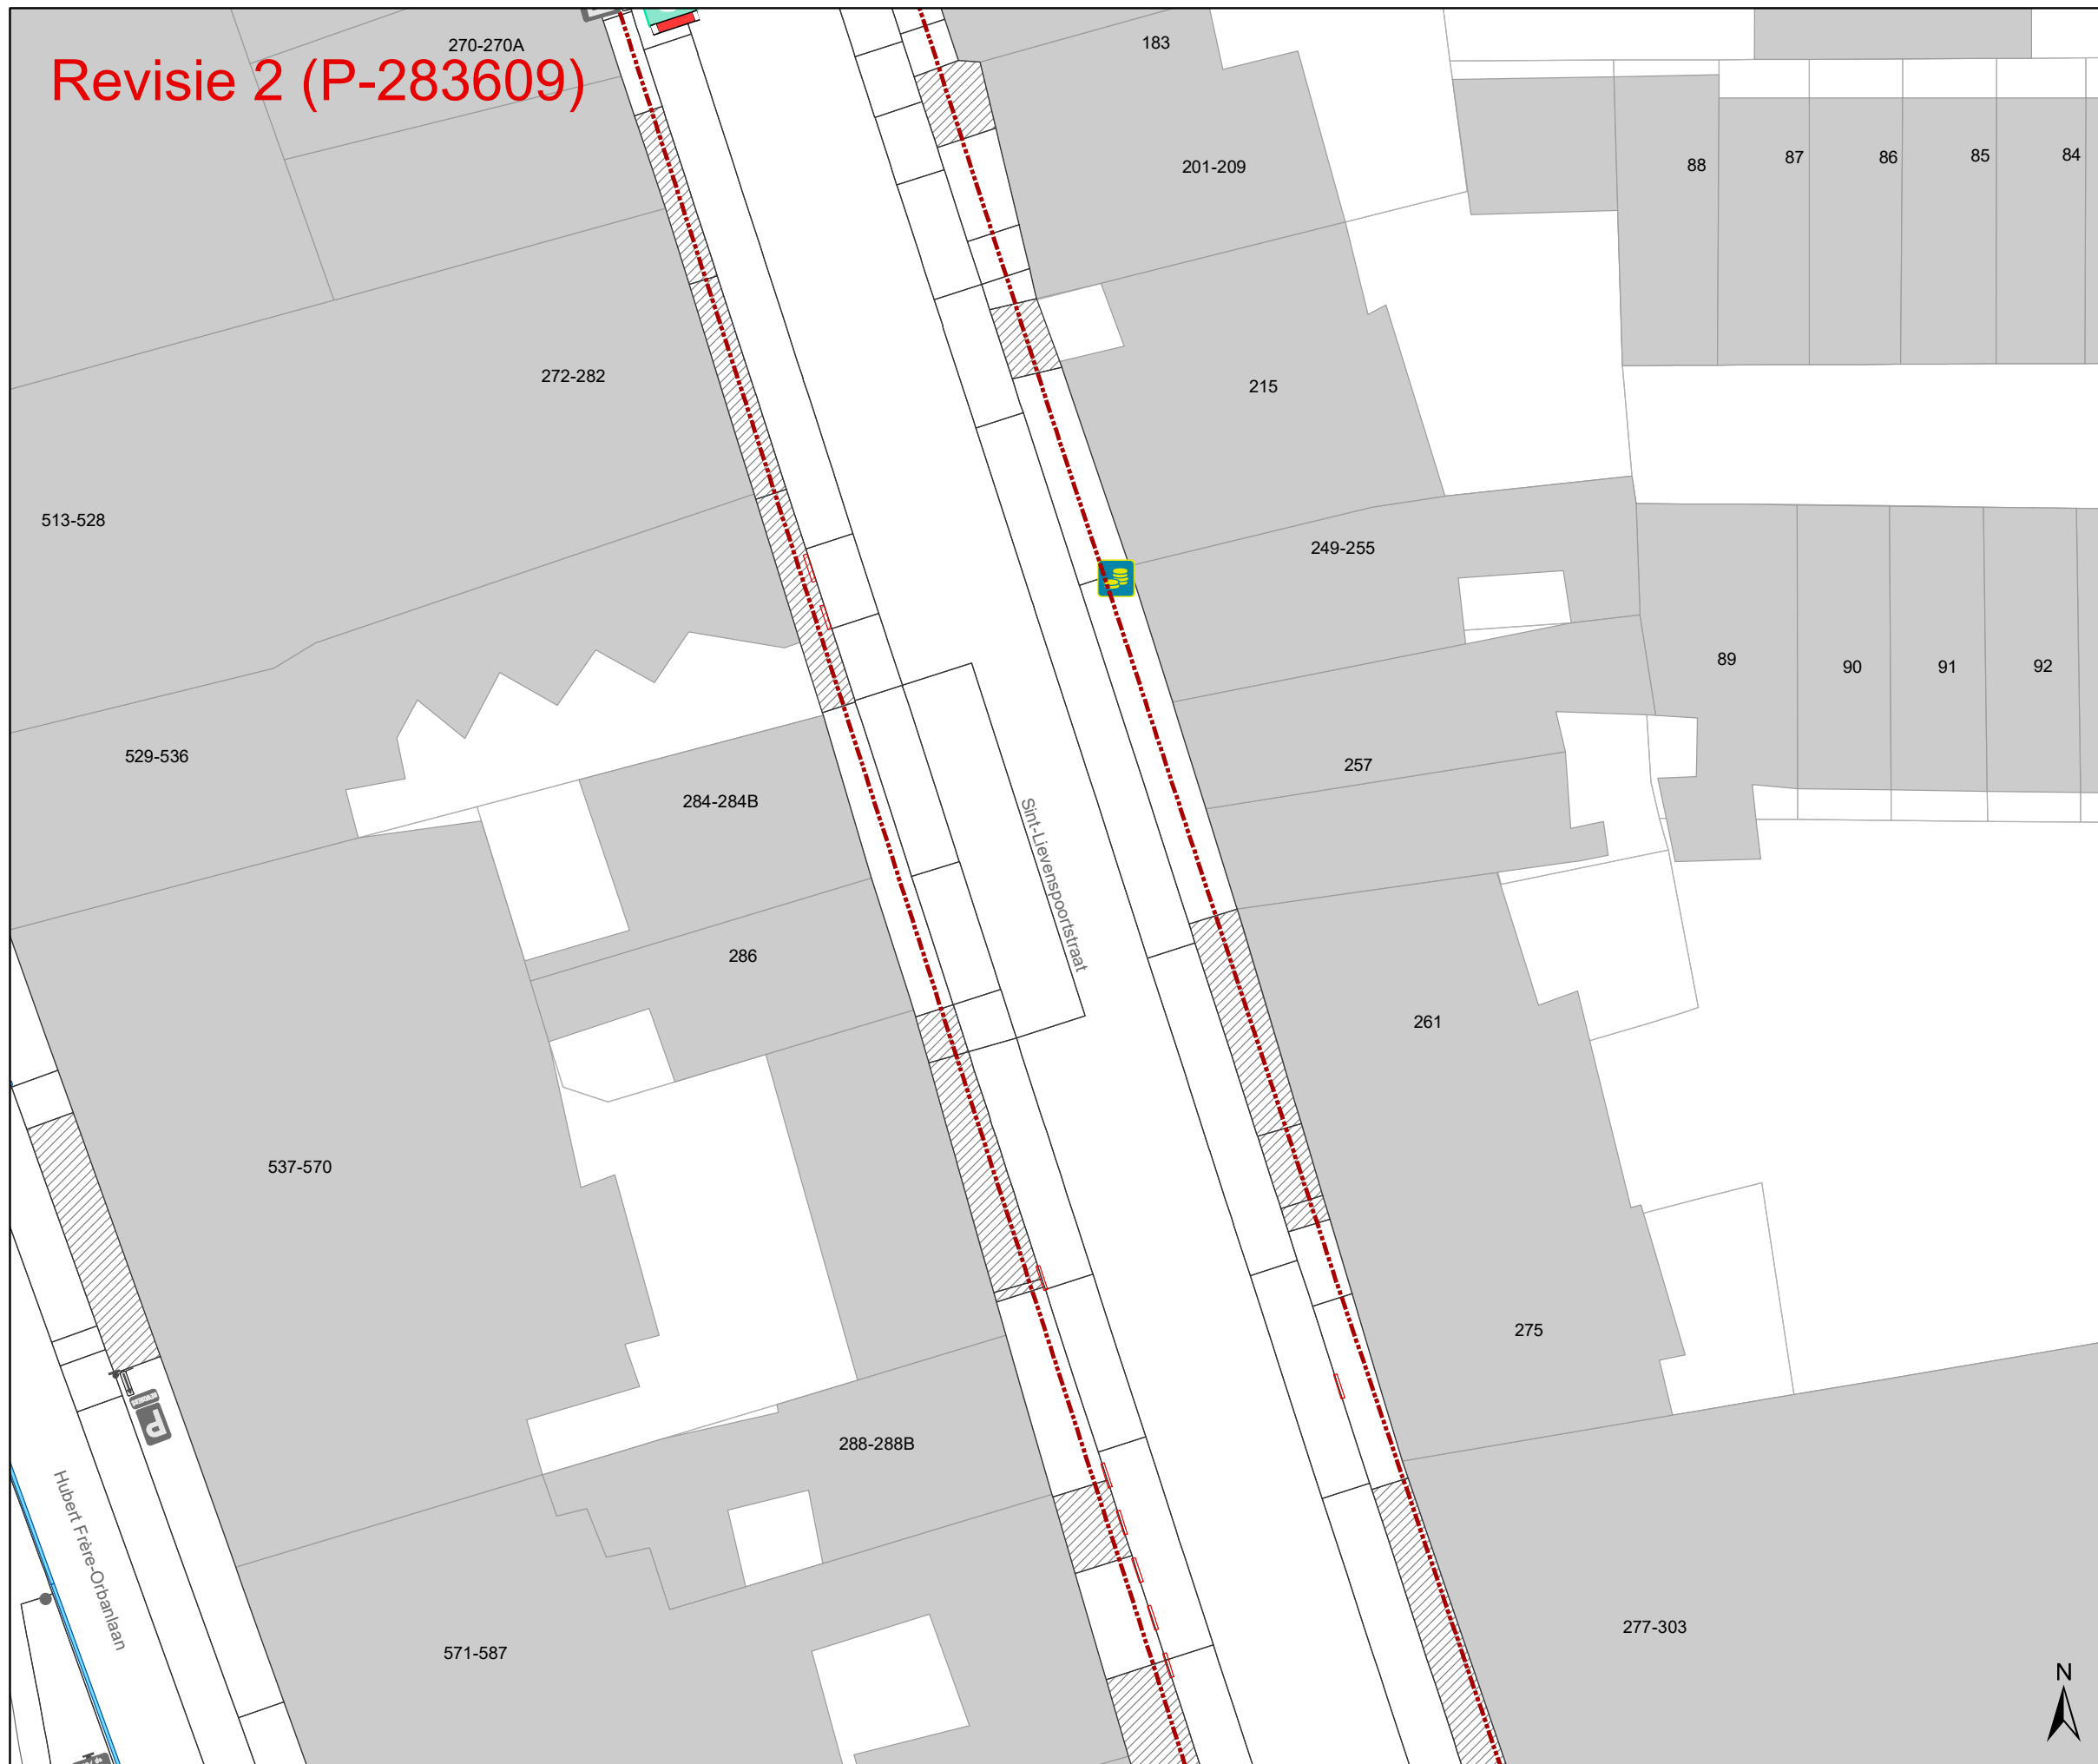 Revisie 2 (P-283609)
270-270A
183
201-209
88
87
86
85
84
272-282
215
513-528
249-255
529-536
257
89
90
91
92
284-284B
Sint-Lievenspoortstraat
286
261
537-570
275
P
288-288B
Hubert Frère-Orbanlaan
571-587
277-303
N